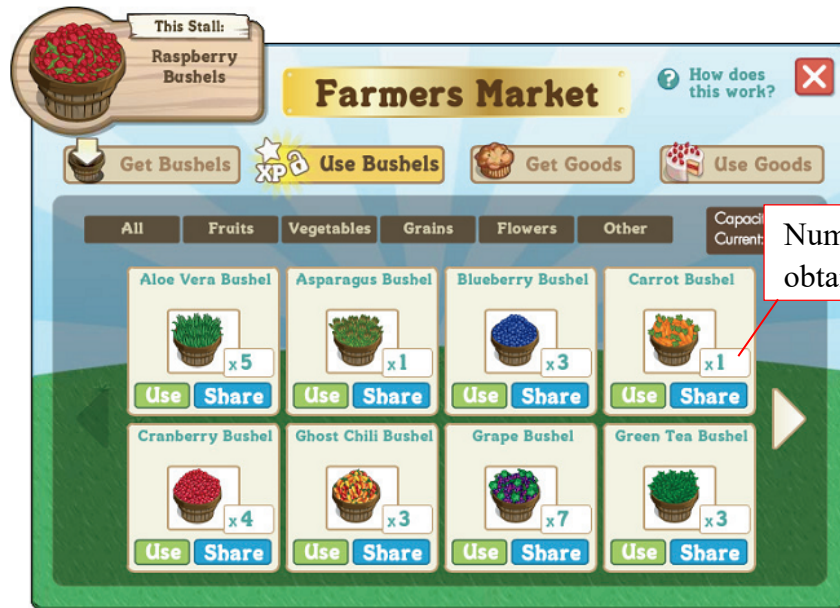 This Stall:
Raspberry
Bushels
Farmers Market
How does
this work?
XP
Get Bushels
Use Bushels
Get Goods
Use Goods
All
Fruits
Vegetables
Grains
Flowers
Other
Current:
Aloe Vera Bushel
x5
Use
Share
Asparagus Bushel
x1
Use
Share
Blueberry Bushel
x3
Use
Share
Carrot Bushel
x1
Use
Share
Cranberry Bushel
x4
Use
Share
Ghost Chili Bushel
x3
Use
Share
Grape Bushel
x7
Use
Share
Green Tea Bushel
x3
Use
Share